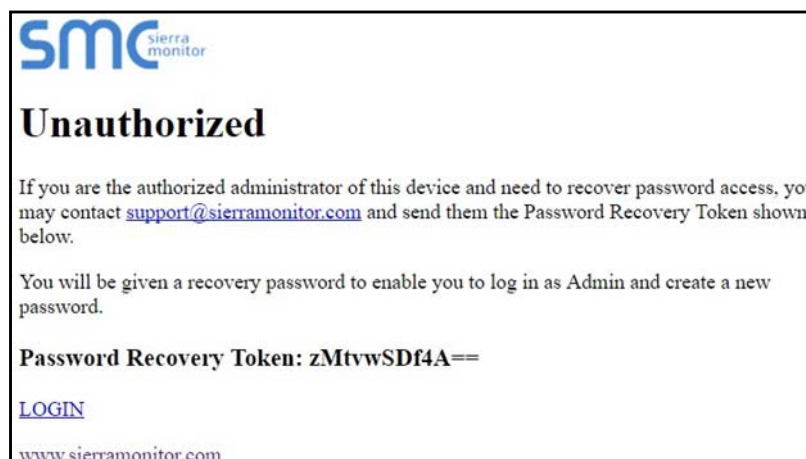 smc sierra
monitor
Unauthorized
If you are the authorized administrator of this device and need to recover password access, you
may contact support@sierramonitor.com and send them the Password Recovery Token shown
below.
You will be given a recovery password to enable you to log in as Admin and create a new
password.
Password Recovery Token: zMtvwSDf4A==
LOGIN
www.sierramonitor.com